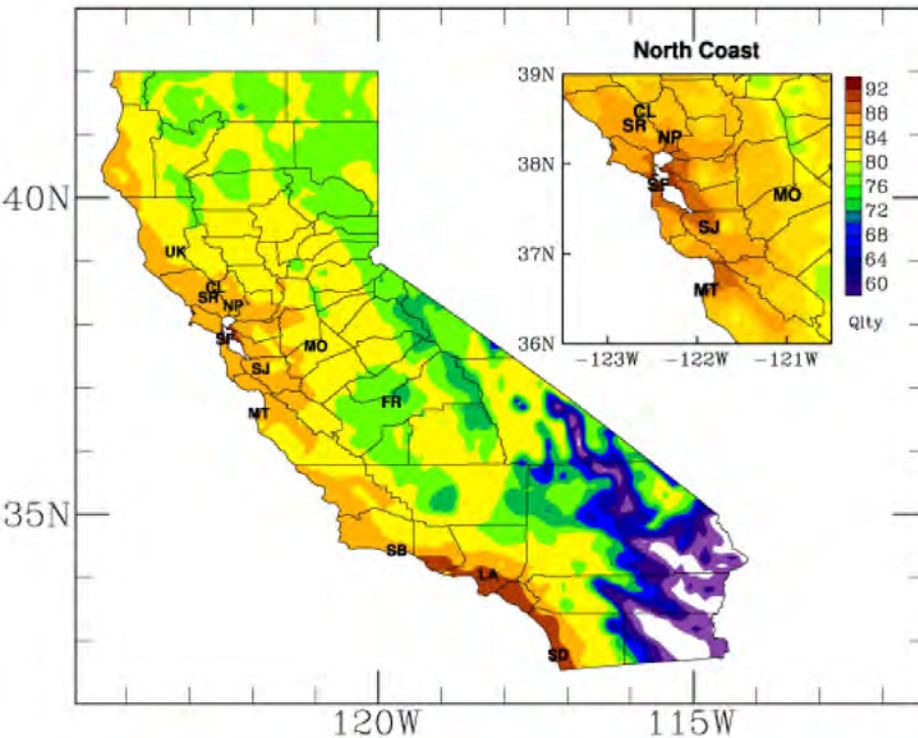 North Coast
39N
38N
37N
36N
-123W
-122W
-121W
CL
SR
NP
SF
SJ
MO
MT
92
88
84
80
76
72
68
64
60
Qlty
40N
35N
120W
115W
UK
CL
SR
NP
SF
MO
SJ
FR
MT
SB
LA
SD